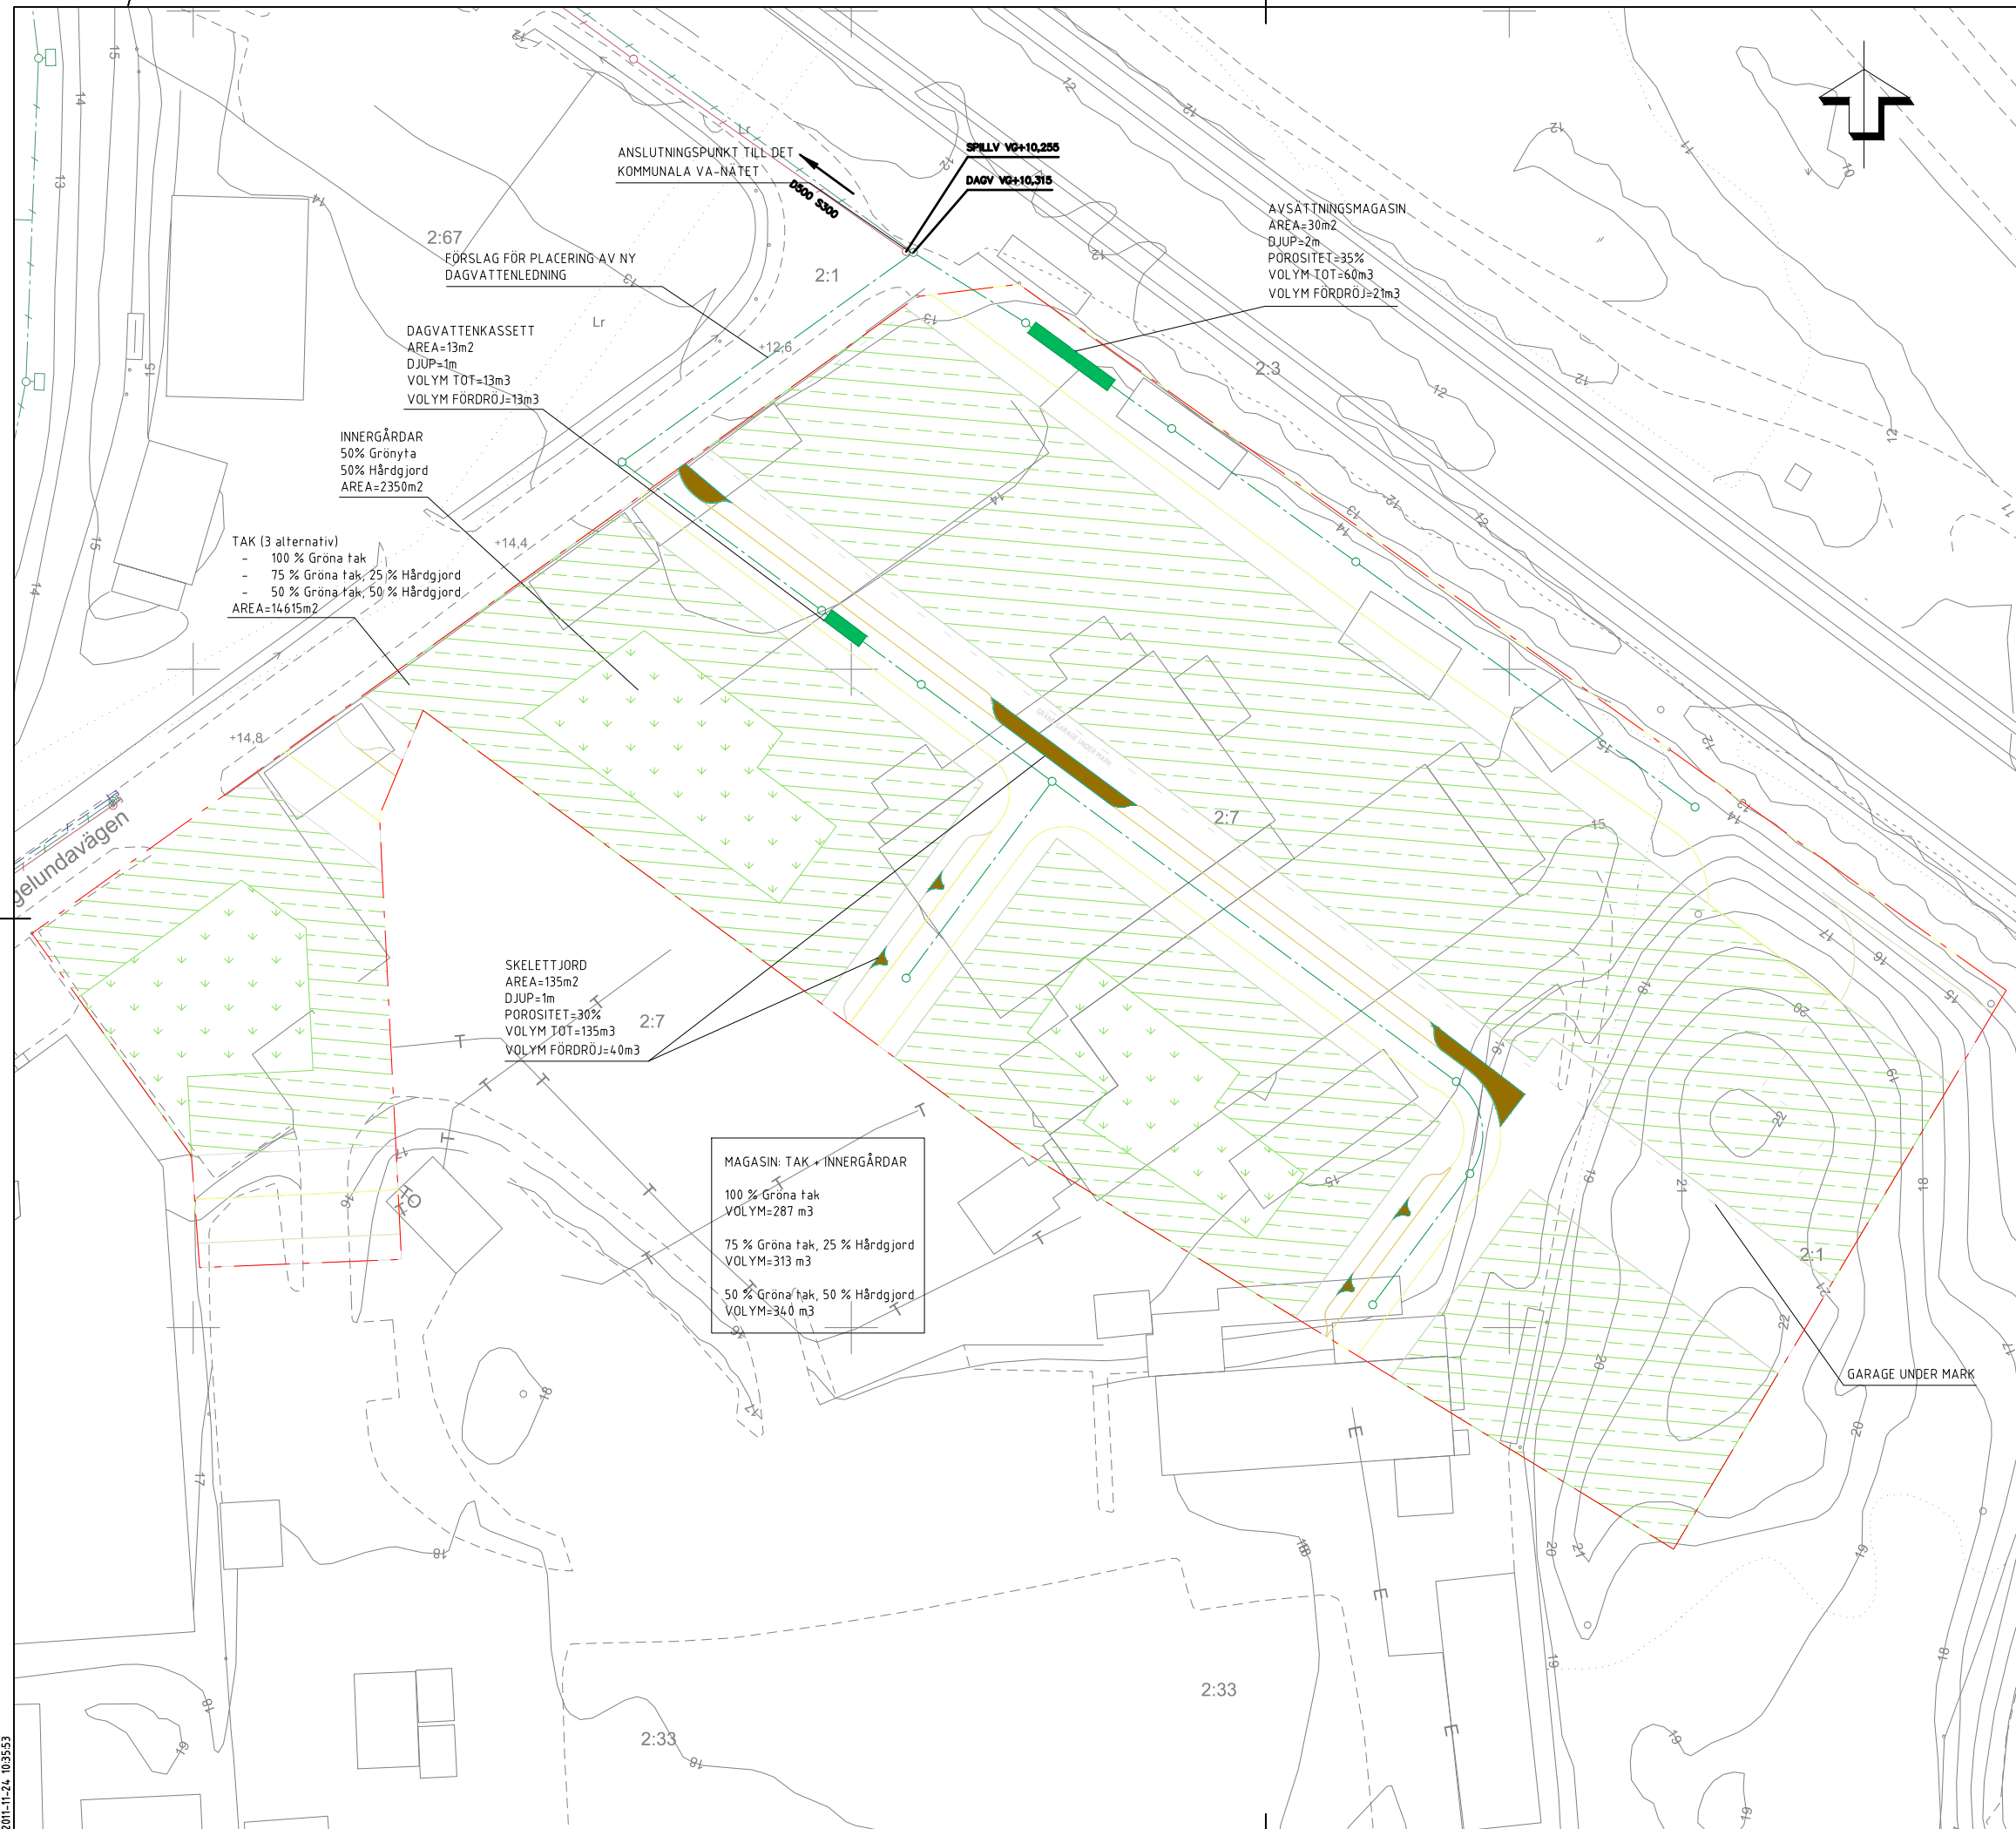 ANSLUTNINGSPUNKT TILL DET
KOMMUNALA VA-NÄTET
D500 S300
SPILLV VG+10,255
DAGV VG+10,315
AVSÄTTNINGSMAGASIN
AREA=30m2
DJUP=2m
POROSITET=35%
VOLYM TOT=60m3
VOLYM FÖRDRÖJ=21m3
2:67
FÖRSLAG FÖR PLACERING AV NY
DAGVATTENLEDNING
2:1
Lr
Lr
DAGVATTENKASSETT
AREA=13m2
DJUP=1m
VOLYM TOT=13m3
VOLYM FÖRDRÖJ=13m3
+12,6
2:3
INNERGÅRDAR
50% Grönyta
50% Hårdgjord
AREA=2350m2
+14,4
TAK (3 alternativ)
- 100 % Gröna tak
- 75 % Gröna tak, 25 % Hårdgjord
- 50 % Gröna tak, 50 % Hårdgjord
AREA=14615m2
+14,8
gelundavägen
GARAGE UNDER MARK
2:7
SKELETTJORD
AREA=135m2
DJUP=1m
POROSITET=30%
VOLYM TOT=135m3
VOLYM FÖRDRÖJ=40m3
2:7
MAGASIN: TAK + INNERGÅRDAR
100 % Gröna tak
VOLYM=287 m3
75 % Gröna tak, 25 % Hårdgjord
VOLYM=313 m3
50 % Gröna tak, 50 % Hårdgjord
VOLYM=340 m3
2:1
GARAGE UNDER MARK
2:33
2:33
2011-11-24 10:35:53